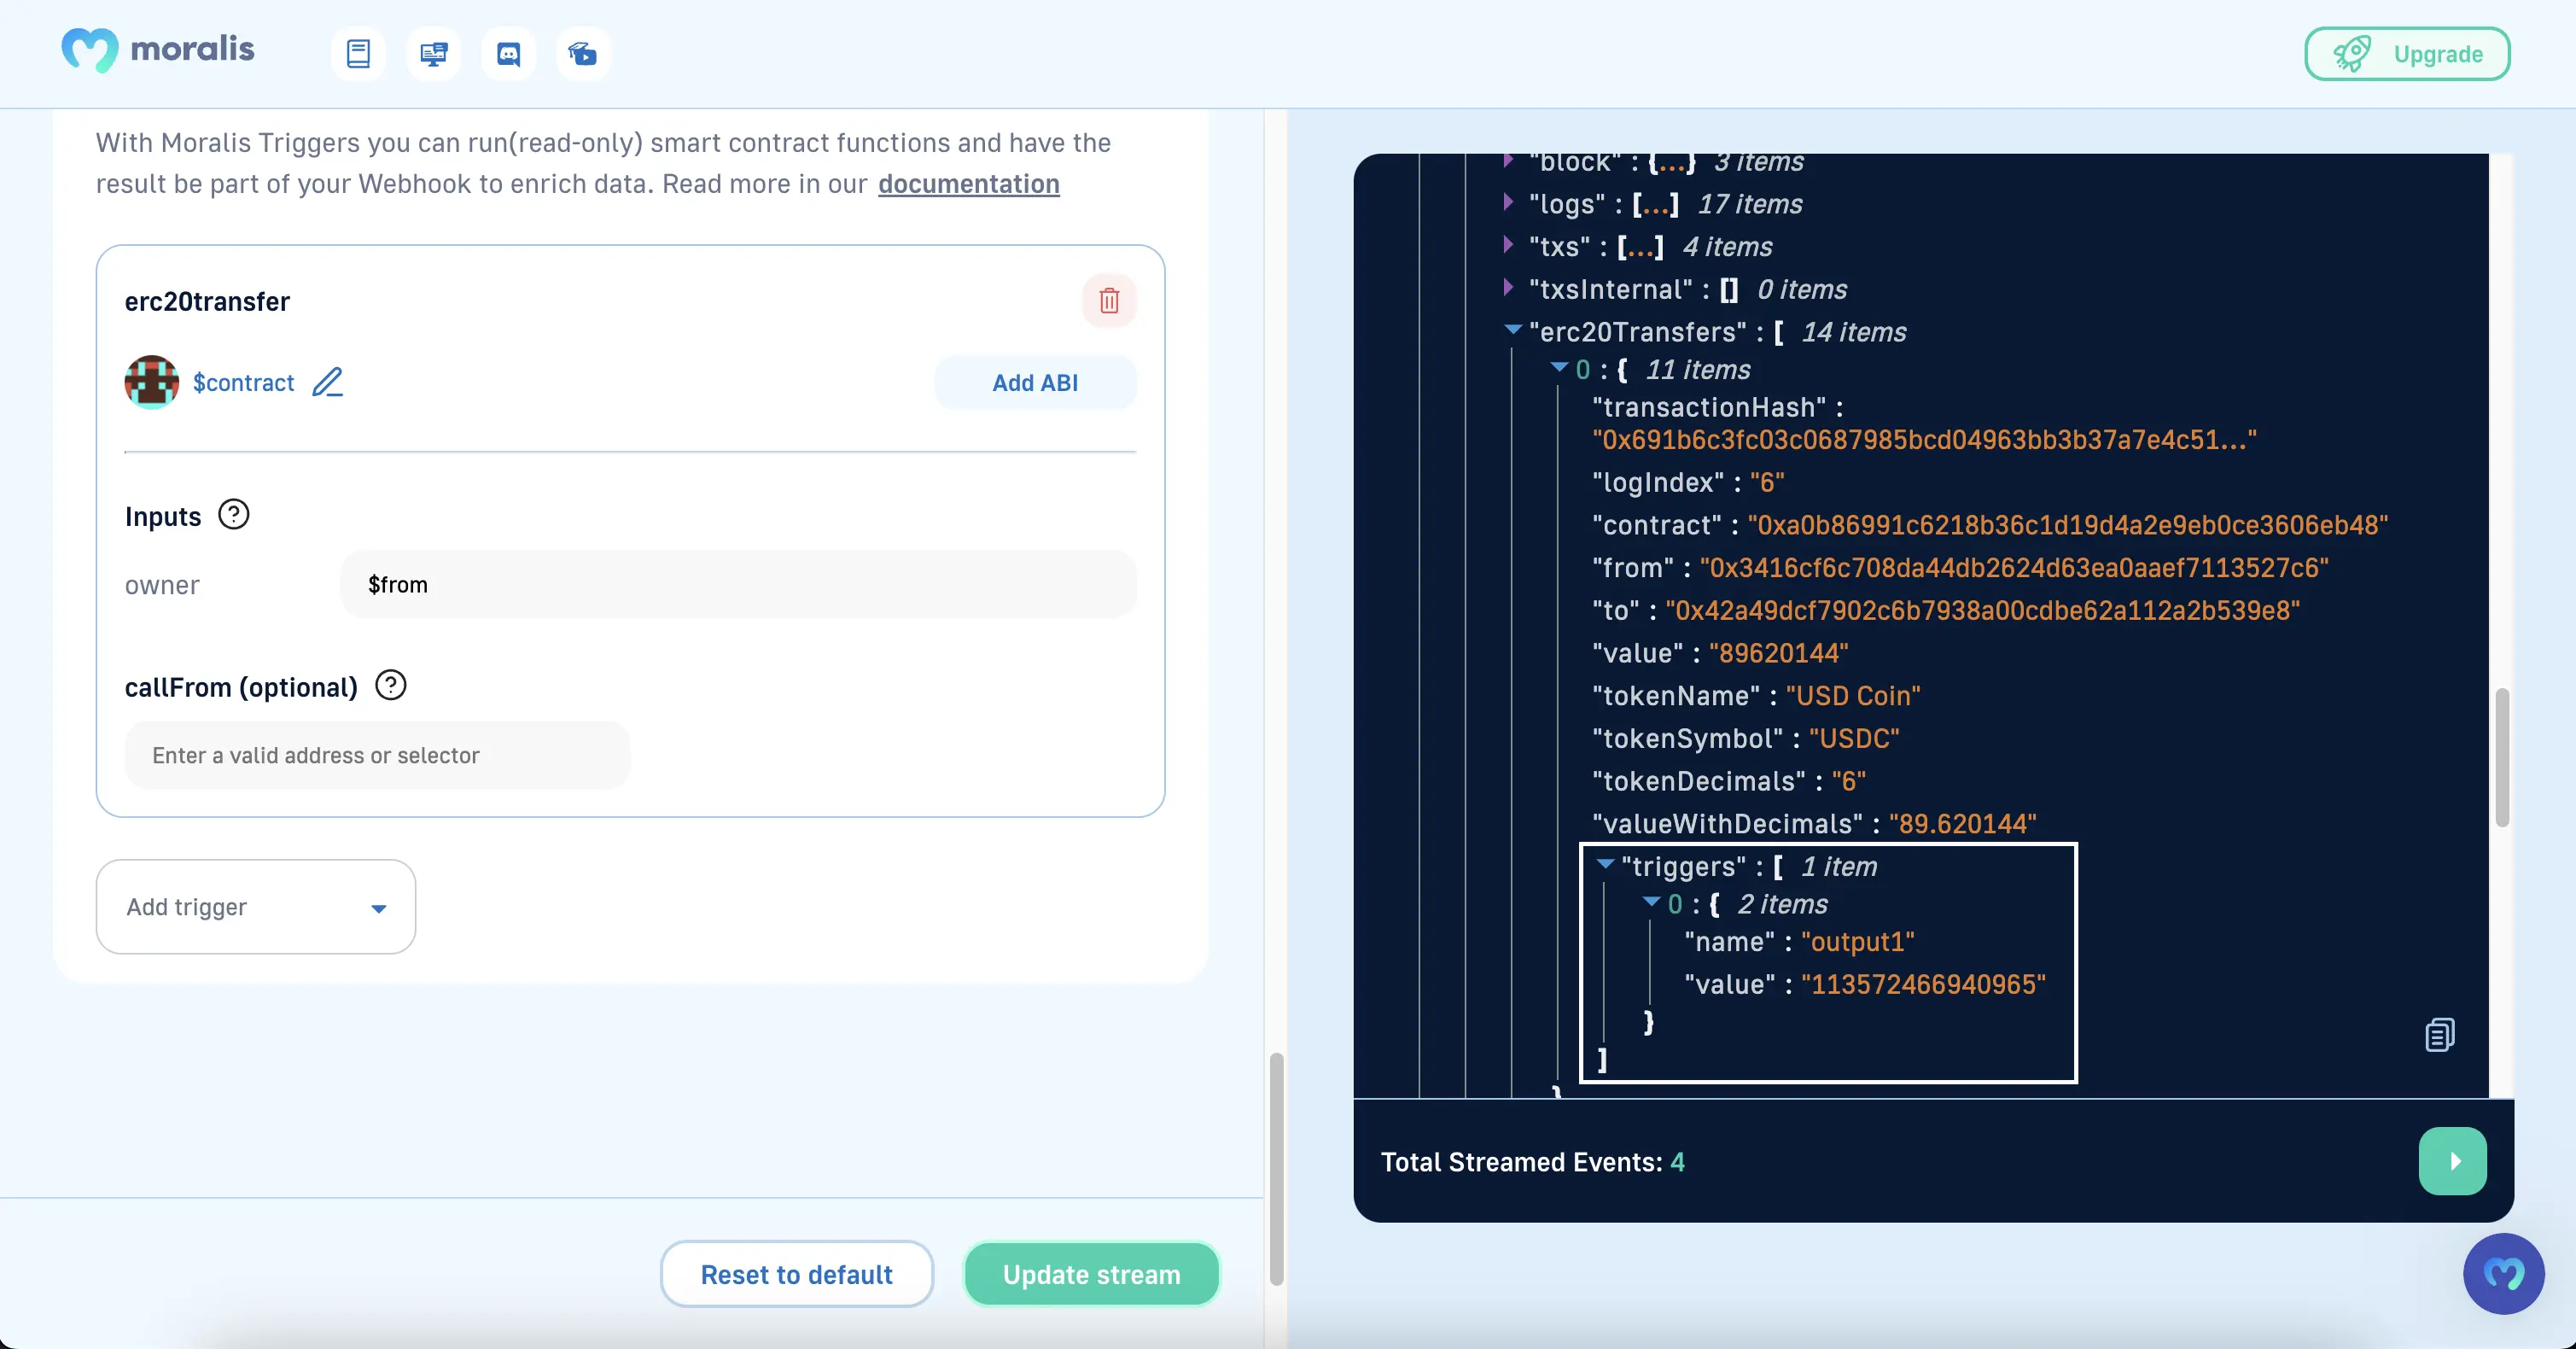 moralis
Upgrade
With Moralis Triggers you can run(read-only) smart contract functions and have the
result be part of your Webhook to enrich data. Read more in our documentation
erc20transfer
$contract
Add ABI
Inputs ?
owner
$from
callFrom (optional) ?
Enter a valid address or selector
Add trigger
Reset to default
Update stream
"block" : {...} 3 items
"logs" : [...] 17 items
"txs" : [...] 4 items
"txsInternal" : [] 0 items
"erc20Transfers" : [ 14 items
0 : { 11 items
"transactionHash" :
"0x691b6c3fc03c0687985bcd04963bb3b37a7e4c51..."
"logIndex" : "6"
"contract" : "0xa0b86991c6218b36c1d19d4a2e9eb0ce3606eb48"
"from" : "0x3416cf6c708da44db2624d63ea0aaef7113527c6"
"to" : "0x42a49dcf7902c6b7938a00cdbe62a112a2b539e8"
"value" : "89620144"
"tokenName" : "USD Coin"
"tokenSymbol" : "USDC"
"tokenDecimals" : "6"
"valueWithDecimals" : "89.620144"
"triggers" : [ 1 item
0 : { 2 items
"name" : "output1"
"value" : "113572466940965"
}
]
}
Total Streamed Events: 4